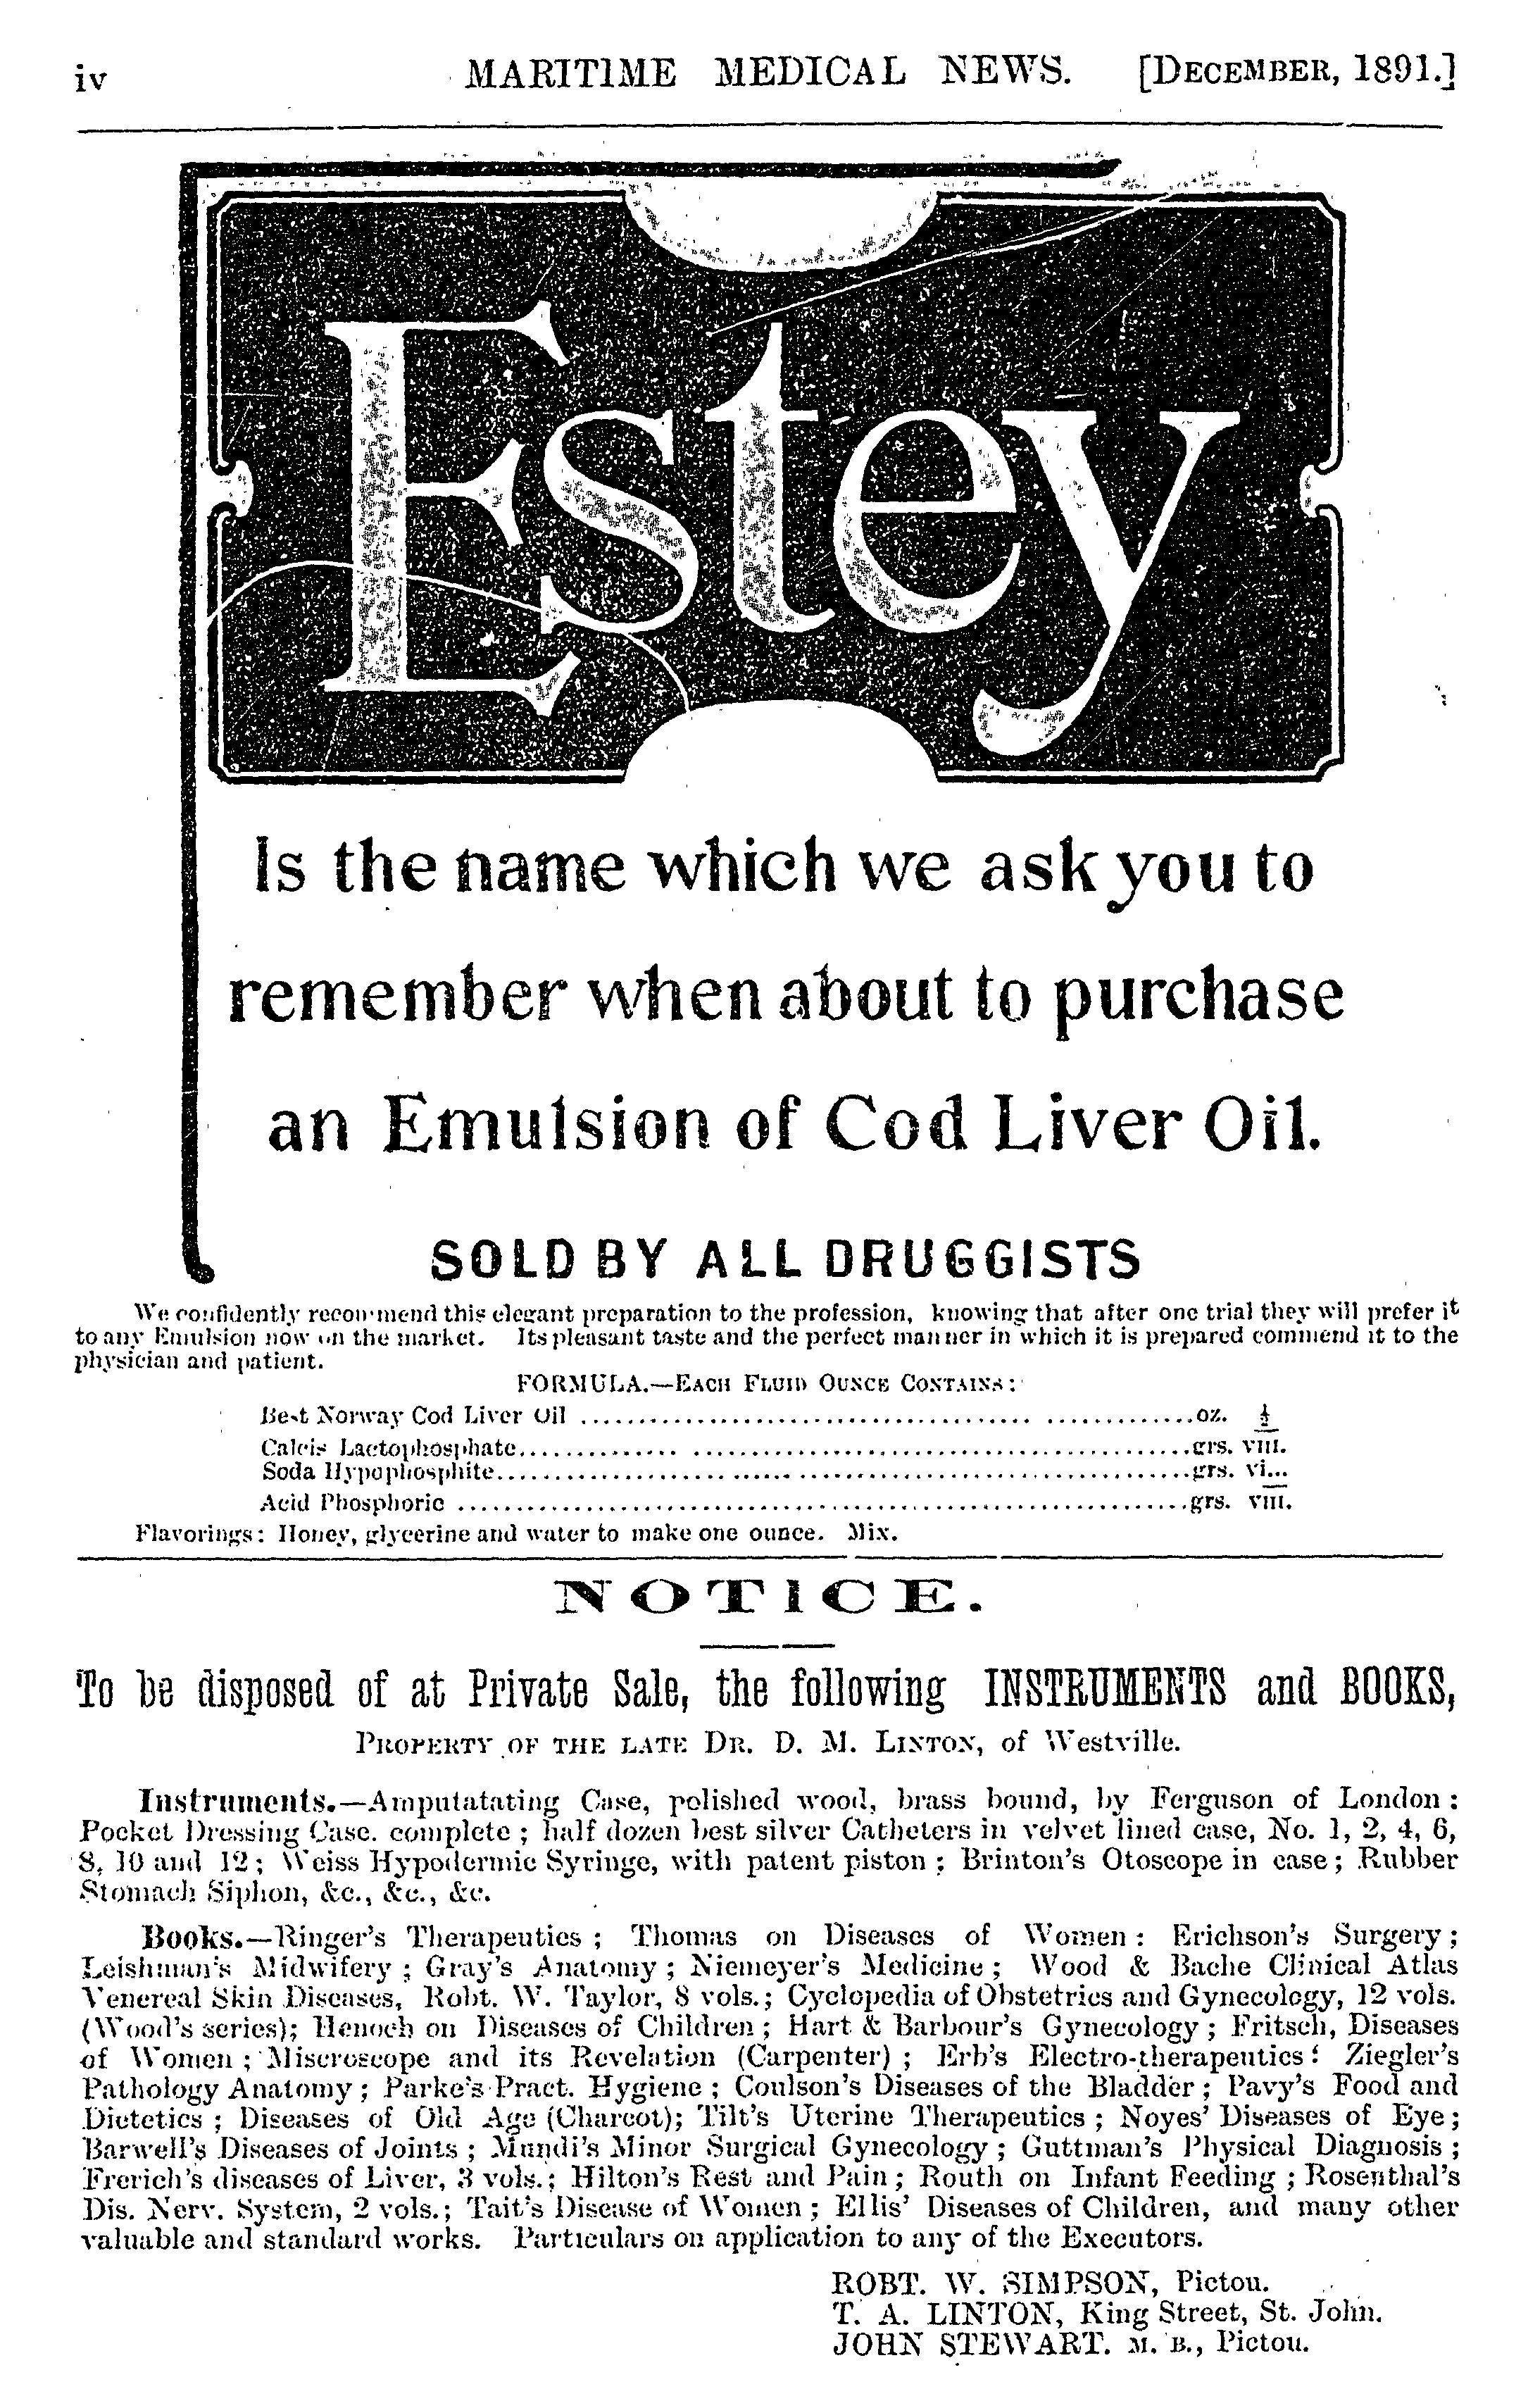 iv MARITIME MEDICAL NEWS. [DECEMBER, 1891.]
Estey
Is the name which we ask you to
remember when about to purchase
an Emulsion of Cod Liver Oil.
SOLD BY ALL DRUGGISTS
We confidently recommend this elegant preparation to the profession, knowing that after one trial they will prefer it
to any Emulsion now on the market. Its pleasant taste and the perfect manner in which it is prepared commend it to the
physician and patient.
FORMULA.—EACH FLUID OUNCE CONTAINS:
Best Norway Cod Liver Oil ........................................ oz. ½
Calcis Lactophosphate........................................grs. viii.
Soda Hypophosphite........................................grs. vi...
Acid Phosphoric ........................................grs. viii.
Flavorings: Honey, glycerine and water to make one ounce. Mix.
NOTICE.
To be disposed of at Private Sale, the following INSTRUMENTS and BOOKS,
PROPERTY OF THE LATE DR. D. M. LINTON, of Westville.
Instruments.—Amputatating Case, polished wood, brass bound, by Ferguson of London:
Pocket Dressing Case. complete; half dozen best silver Catheters in velvet lined case, No. 1, 2, 4, 6,
8, 10 and 12; Weiss Hypodermic Syringe, with patent piston; Brinton's Otoscope in case; Rubber
Stomach Siphon, &c., &c., &c.
Books.—Ringer's Therapeutics; Thomas on Diseases of Women: Erichson's Surgery;
Leishman's Midwifery; Gray's Anatomy; Niemeyer's Medicine; Wood & Bache Clinical Atlas
Venereal Skin Diseases, Robt. W. Taylor, 8 vols.; Cyclopedia of Obstetrics and Gynecology, 12 vols.
(Wood's series); Henoch on Diseases of Children; Hart & Barbour's Gynecology; Fritsch, Diseases
of Women; Miscroscope and its Revelation (Carpenter); Erb's Electro-therapeutics: Ziegler's
Pathology Anatomy; Parke's Pract. Hygiene; Coulson's Diseases of the Bladder; Pavy's Food and
Dietetics; Diseases of Old Age (Charcot); Tilt's Uterine Therapeutics; Noyes' Diseases of Eye;
Barwell's Diseases of Joints; Mundi's Minor Surgical Gynecology; Guttman's Physical Diagnosis;
Frerich's diseases of Liver, 3 vols.; Hilton's Rest and Pain; Routh on Infant Feeding; Rosenthal's
Dis. Nerv. System, 2 vols.; Tait's Disease of Women; Ellis' Diseases of Children, and many other
valuable and standard works. Particulars on application to any of the Executors.
ROBT. W. SIMPSON, Pictou.
T. A. LINTON, King Street, St. John.
JOHN STEWART. M. B., Pictou.